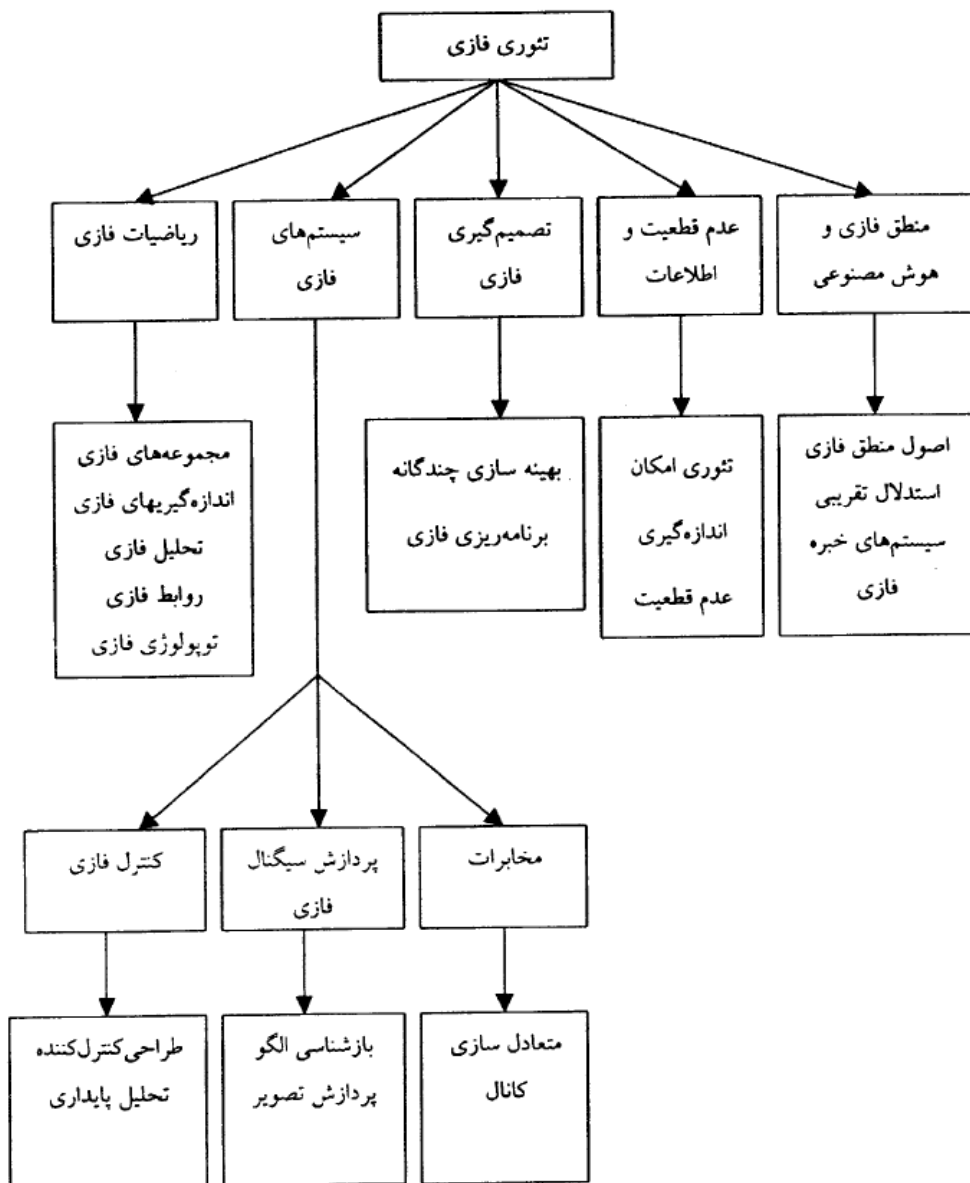 تئوری فازی
منطق فازی و
هوش مصنوعی
عدم قطعیت و
اطلاعات
تصمیم‌گیری
فازی
سیستم‌های
فازی
ریاضیات فازی
اصول منطق فازی
استدلال تقریبی
سیستم‌های خبره
فازی
تئوری امکان
اندازه‌گیری
عدم قطعیت
بهینه سازی چندگانه
برنامه‌ریزی فازی
مجموعه‌های فازی
اندازه‌گیریهای فازی
تحلیل فازی
روابط فازی
توپولوژی فازی
مخابرات
پردازش سیگنال
فازی
کنترل فازی
متعادل سازی
کانال
بازشناسی الگو
پردازش تصویر
طراحی کنترل‌کننده
تحلیل پایداری